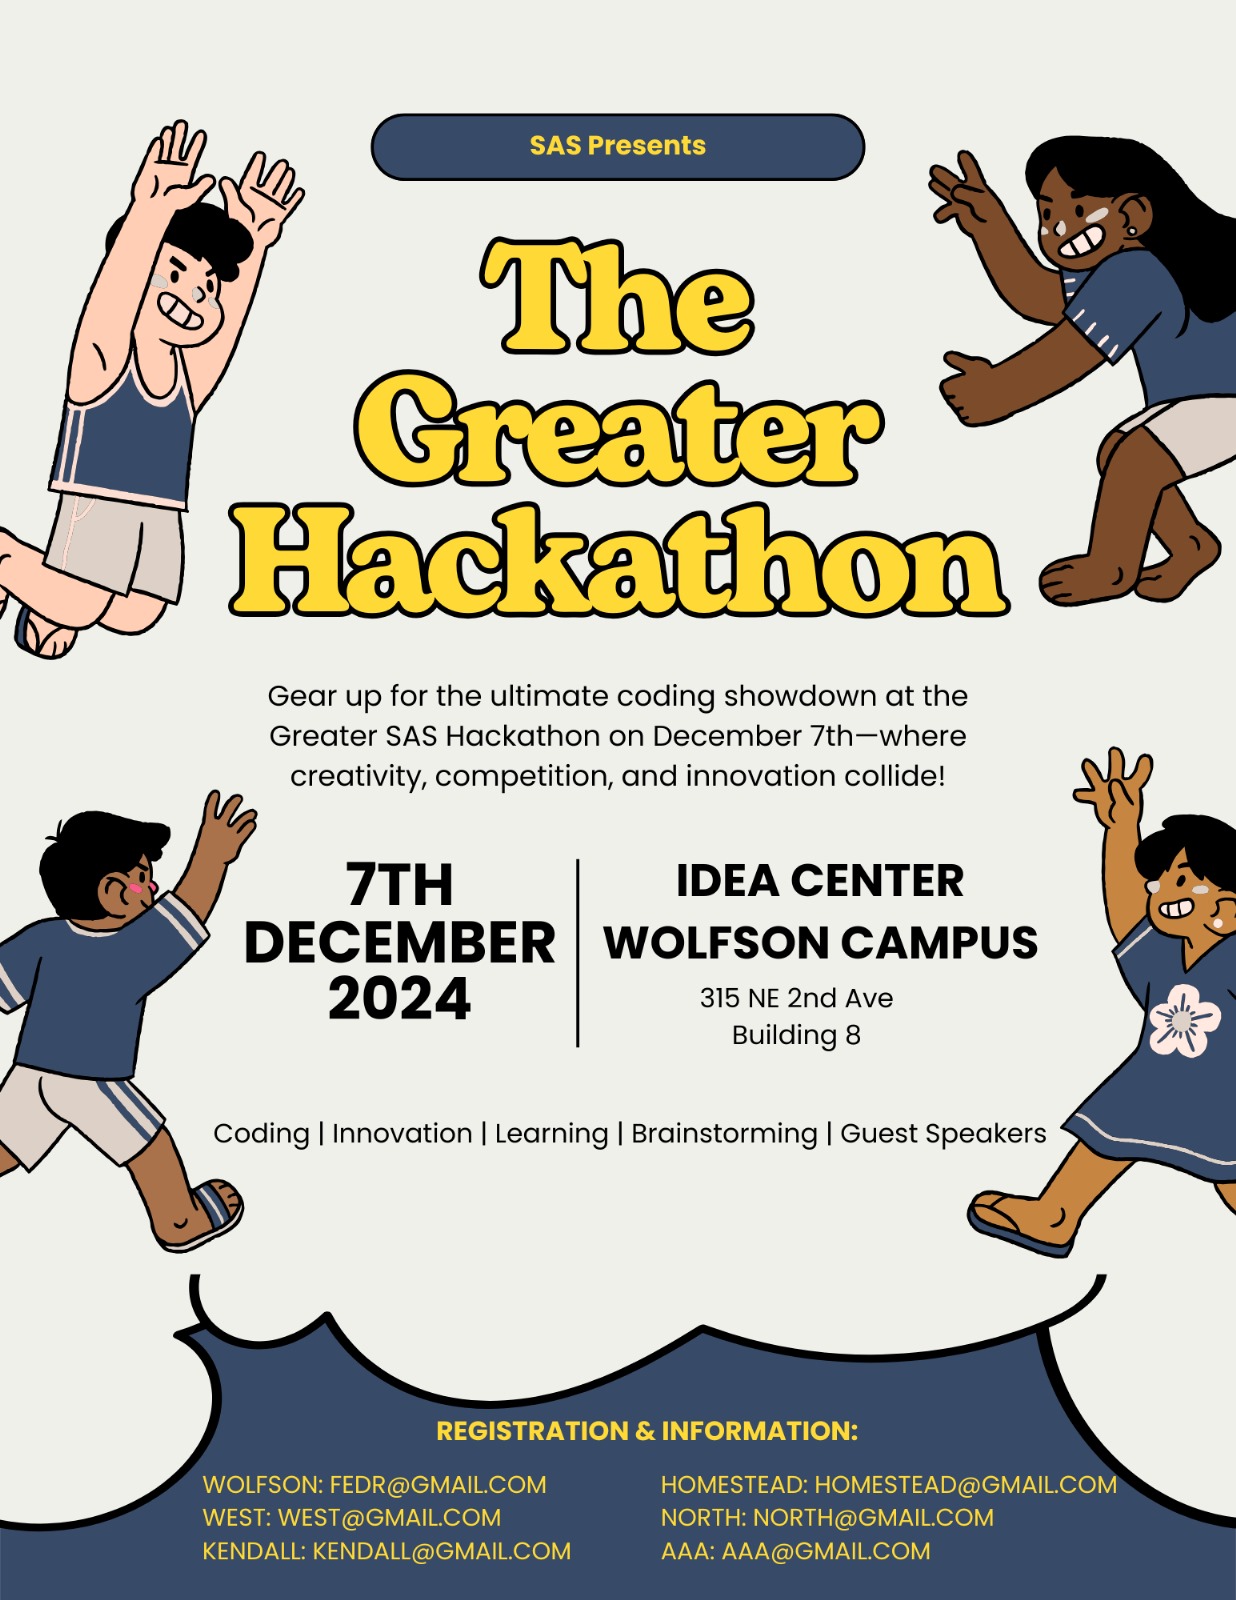 SAS Presents
The
Greater
Hackathon
Gear up for the ultimate coding showdown at the
Greater SAS Hackathon on December 7th—where
creativity, competition, and innovation collide!
7TH
DECEMBER
2024
IDEA CENTER
WOLFSON CAMPUS
315 NE 2nd Ave
Building 8
Coding | Innovation | Learning | Brainstorming | Guest Speakers
REGISTRATION & INFORMATION:
WOLFSON: FEDR@GMAIL.COM
WEST: WEST@GMAIL.COM
KENDALL: KENDALL@GMAIL.COM
HOMESTEAD: HOMESTEAD@GMAIL.COM
NORTH: NORTH@GMAIL.COM
AAA: AAA@GMAIL.COM